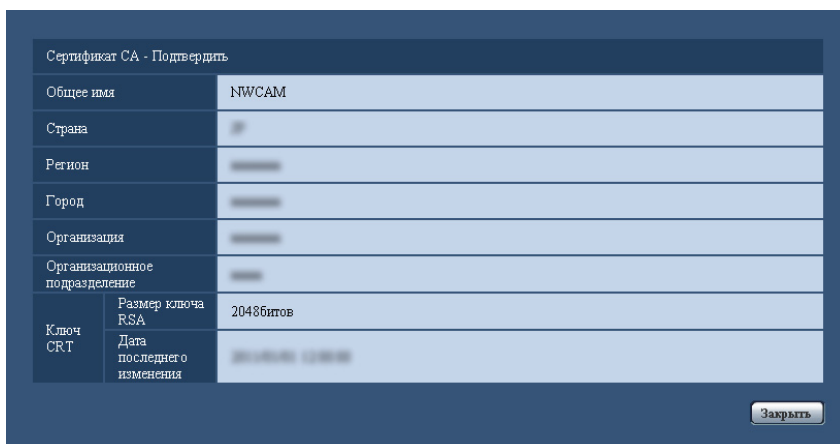 Сертификат CA - Подтвердить
Общее имя NWCAM
Страна
Регион
Город
Организация
Организационное
подразделение
Ключ
CRT
Размер ключа
RSA
2048битов
Дата
последнего
изменения
Закрыть